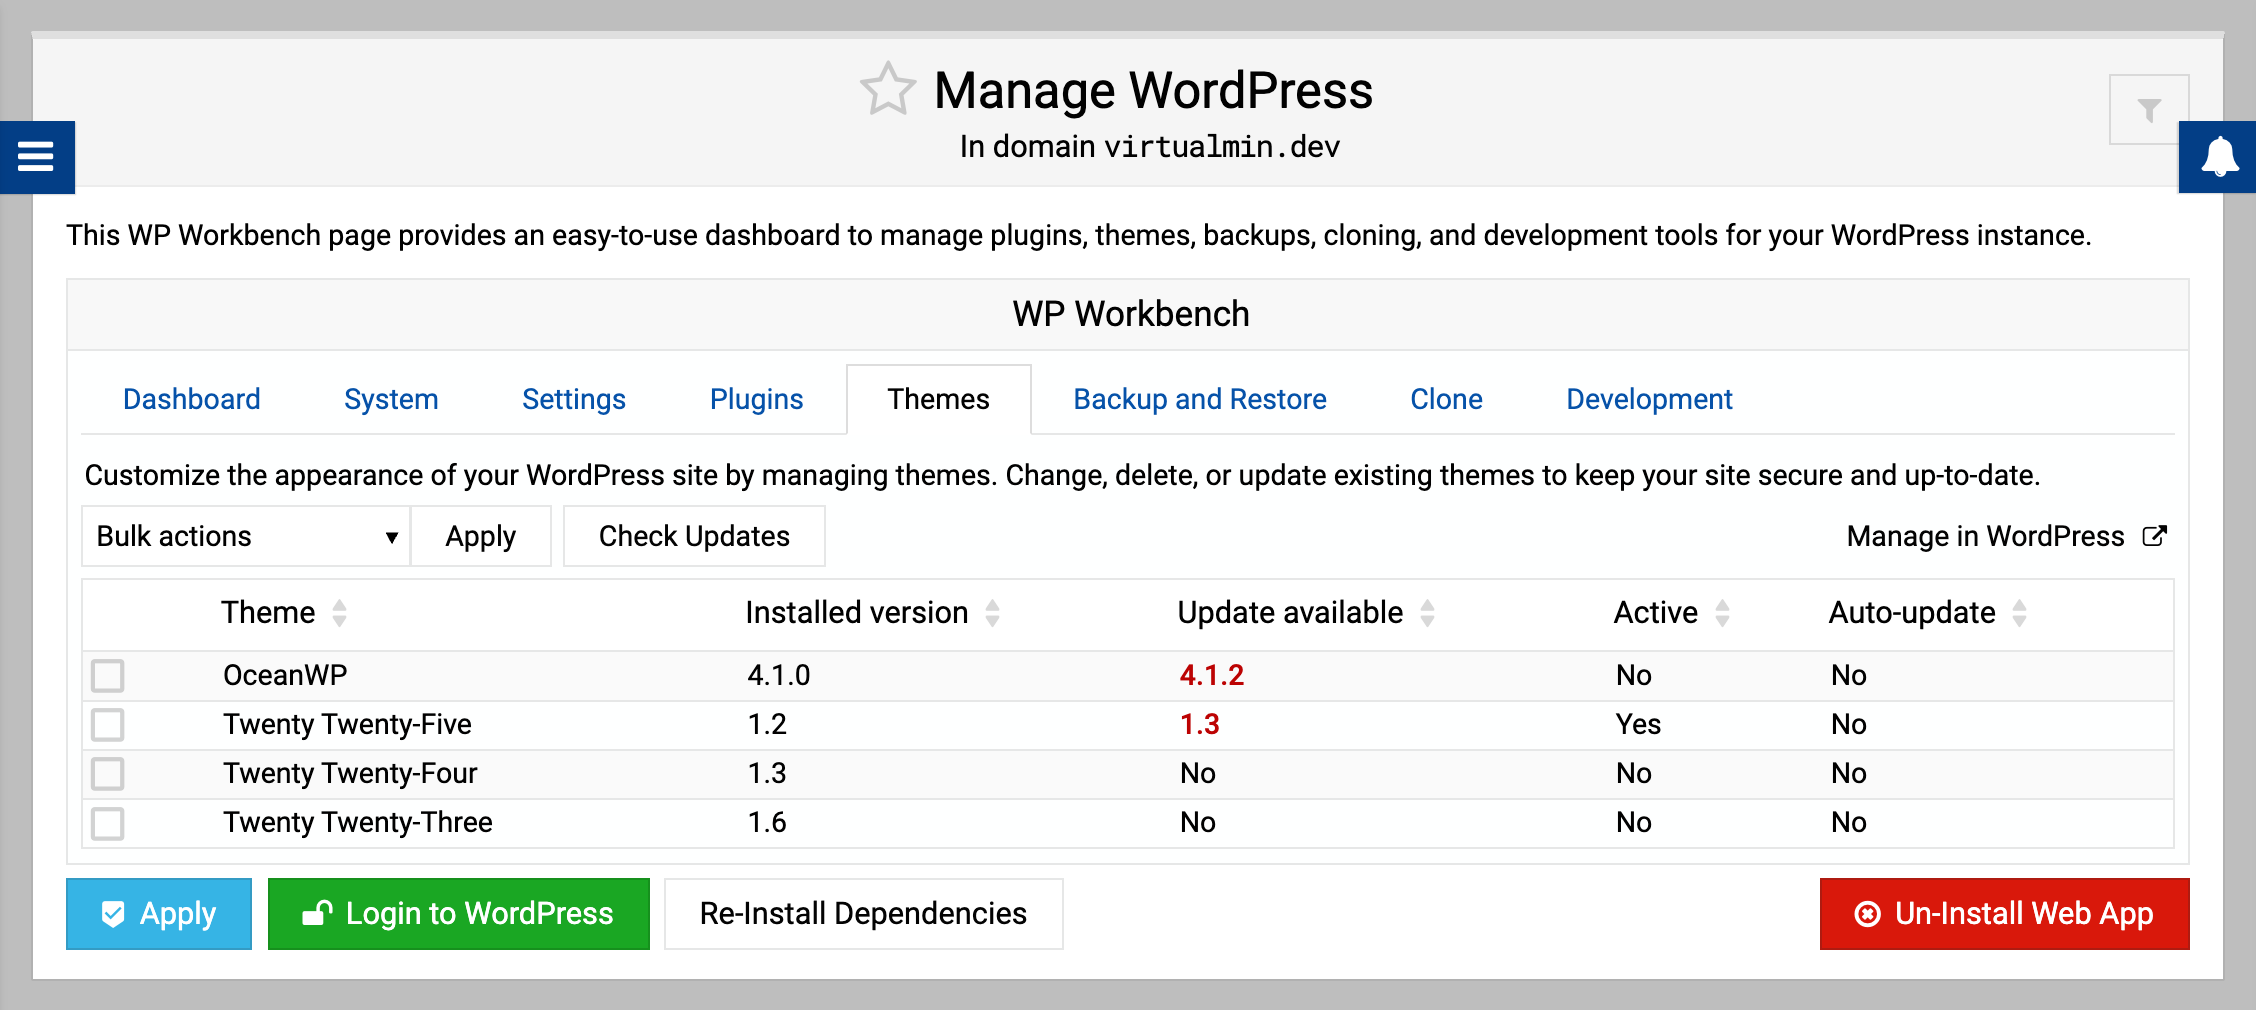 Manage WordPress
In domain virtualmin.dev
This WP Workbench page provides an easy-to-use dashboard to manage plugins, themes, backups, cloning, and development tools for your WordPress instance.
WP Workbench
Dashboard System Settings Plugins Themes Backup and Restore Clone Development
Customize the appearance of your WordPress site by managing themes. Change, delete, or update existing themes to keep your site secure and up-to-date.
Bulk actions Apply Check Updates Manage in WordPress
Theme Installed version Update available Active Auto-update
OceanWP 4.1.0 4.1.2 No No
Twenty Twenty-Five 1.2 1.3 Yes No
Twenty Twenty-Four 1.3 No No No
Twenty Twenty-Three 1.6 No No No
Apply Login to WordPress Re-Install Dependencies Un-Install Web App